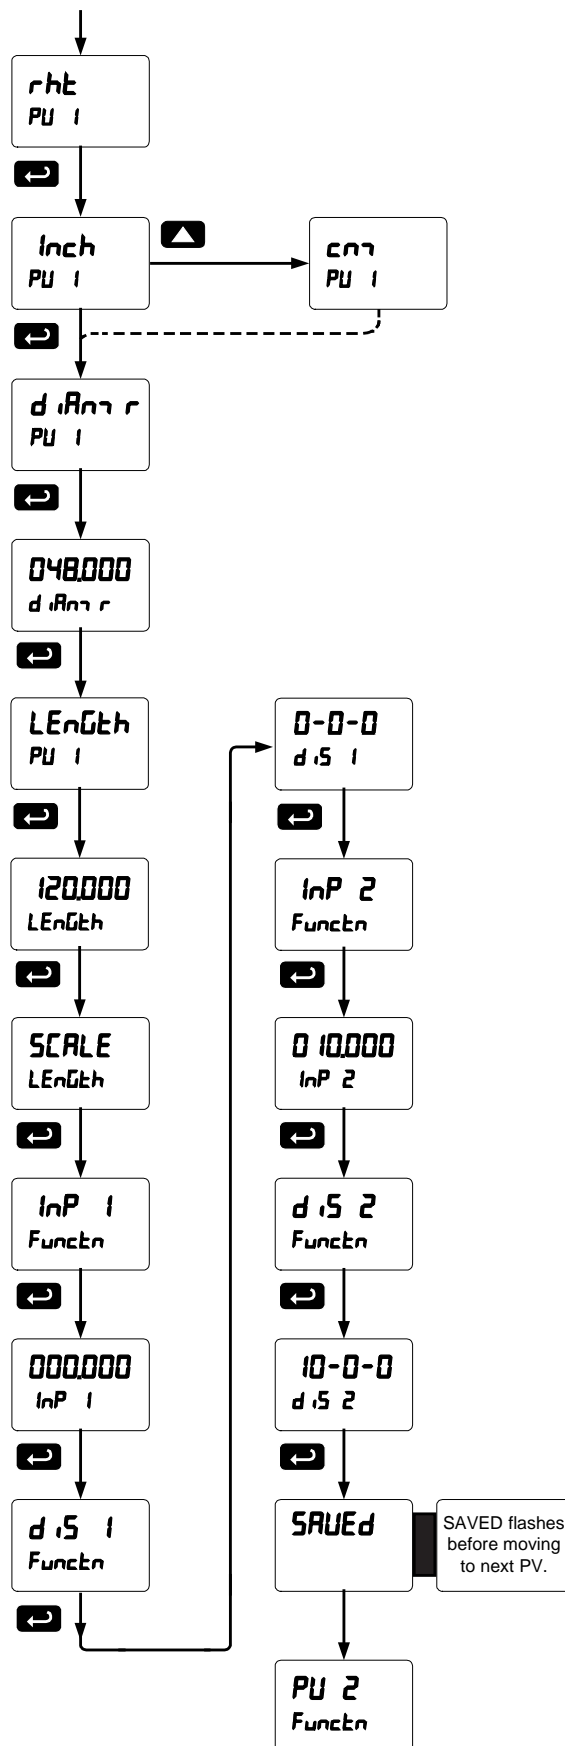 rht
PV 1
Inch
PV 1
cm
PV 1
diAmtr
PV 1
048.000
diAmtr
LEnGth
PV 1
120.000
LEnGth
SCALE
LEnGth
InP 1
Functn
000.000
InP 1
diS 1
Functn
0-0-0
diS 1
InP 2
Functn
010.000
InP 2
diS 2
Functn
10-0-0
diS 2
SAVEd
SAVED flashes
before moving
to next PV.
PV 2
Functn